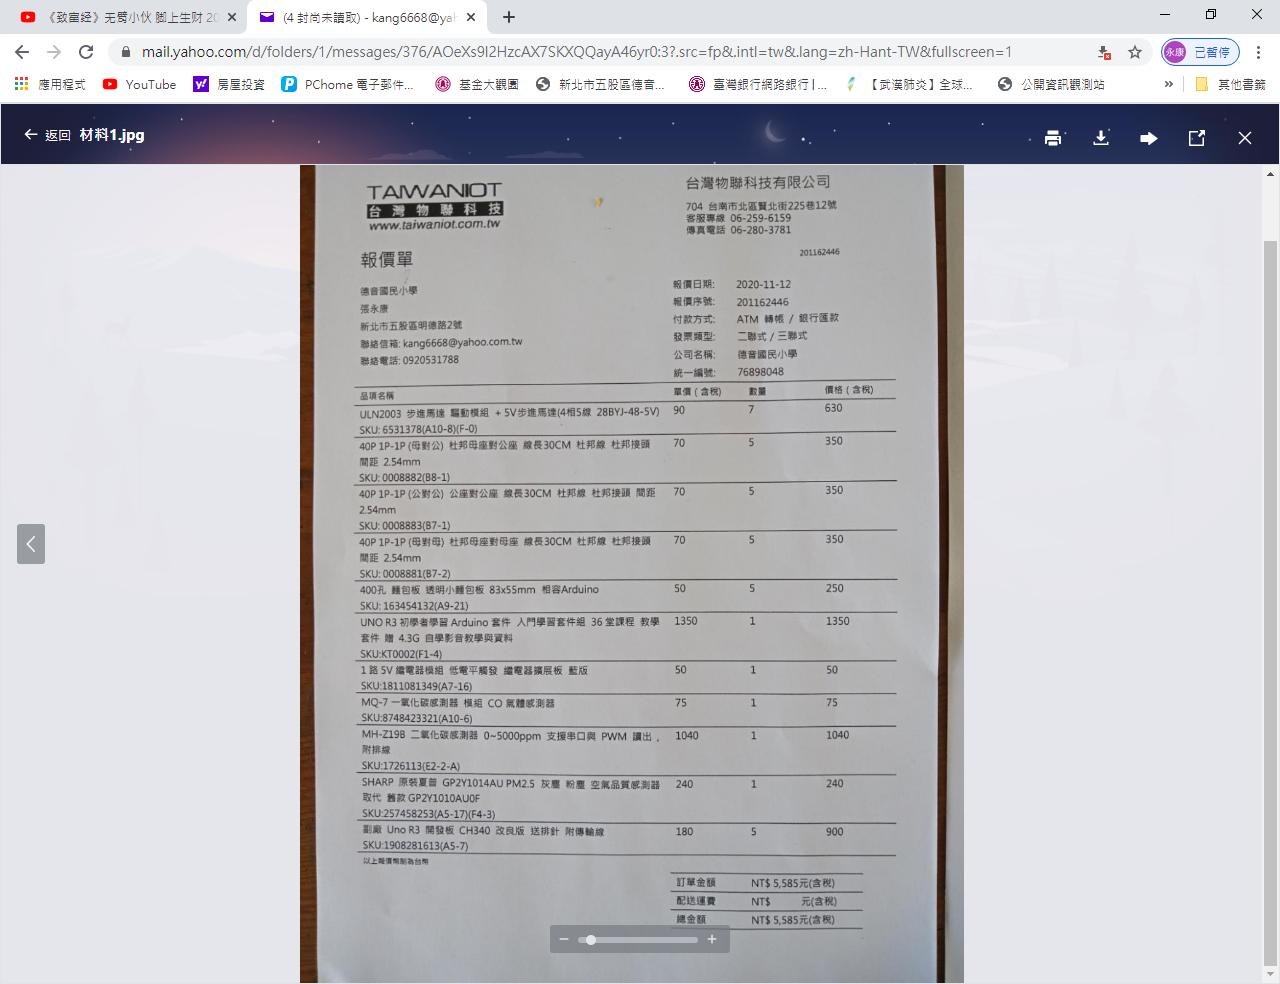 《致富经》无臂小伙 脚上生财 20
(4 封尚未讀取) - kang6668@yah
mail.yahoo.com/d/folders/1/messages/376/AOeXs9I2HzcAX7SKXQQayA46yr0:3?.src=fp&.intl=tw&.lang=zh-Hant-TW&fullscreen=1
永康 已暫停
應用程式 YouTube 房屋投資 PChome 電子郵件... 基金大觀園 新北市五股區德音... 臺灣銀行網路銀行 | ... 【武漢肺炎】全球... 公開資訊觀測站 » 其他書籤
返回 材料1.jpg
TAIWANIOT
台灣物聯科技
www.taiwaniot.com.tw
台灣物聯科技有限公司
704 台南市北區賢北街225巷12號
客服專線 06-259-6159
傳真電話 06-280-3781
201162446
報價單
德音國民小學
張永康
新北市五股區明德路2號
聯絡信箱: kang6668@yahoo.com.tw
聯絡電話: 0920531788
報價日期: 2020-11-12
報價序號: 201162446
付款方式: ATM 轉帳 / 銀行匯款
發票類型: 二聯式 / 三聯式
公司名稱: 德音國民小學
統一編號: 76898048
品項名稱 單價 ( 含稅) 數量 價格 ( 含稅)
ULN2003 步進馬達 驅動模組 + 5V步進馬達(4相5線 28BYJ-48-5V) 90 7 630
SKU: 6531378(A10-8)(F-0)
40P 1P-1P (母對公) 杜邦母座對公座 線長30CM 杜邦線 杜邦接頭 70 5 350
間距 2.54mm
SKU: 0008882(B8-1)
40P 1P-1P (公對公) 公座對公座 線長30CM 杜邦線 杜邦接頭 間距 70 5 350
2.54mm
SKU: 0008883(B7-1)
40P 1P-1P (母對母) 杜邦母座對母座 線長30CM 杜邦線 杜邦接頭 70 5 350
間距 2.54mm
SKU: 0008881(B7-2)
400孔 麵包板 透明小麵包板 83x55mm 相容Arduino 50 5 250
SKU: 163454132(A9-21)
UNO R3 初學者學習 Arduino 套件 入門學習套件組 36 堂課程 教學 1350 1 1350
套件 贈 4.3G 自學影音教學與資料
SKU:KT0002(F1-4)
1 路 5V 繼電器模組 低電平觸發 繼電器擴展板 藍版 50 1 50
SKU:1811081349(A7-16)
MQ-7 一氧化碳感測器 模組 CO 氣體感測器 75 1 75
SKU:8748423321(A10-6)
MH-Z19B 二氧化碳感測器 0~5000ppm 支援串口與 PWM 讀出 , 1040 1 1040
附排線
SKU:1726113(E2-2-A)
SHARP 原裝夏普 GP2Y1014AU PM2.5 灰塵 粉塵 空氣品質感測器 240 1 240
取代 舊款 GP2Y1010AU0F
SKU:257458253(A5-17)(F4-3)
副廠 Uno R3 開發板 CH340 改良版 送排針 附傳輸線 180 5 900
SKU:1908281613(A5-7)
以上報價幣制為台幣
訂單金額 NT$ 5,585元(含稅)
配送運費 NT$ 元(含稅)
總金額 NT$ 5,585元(含稅)